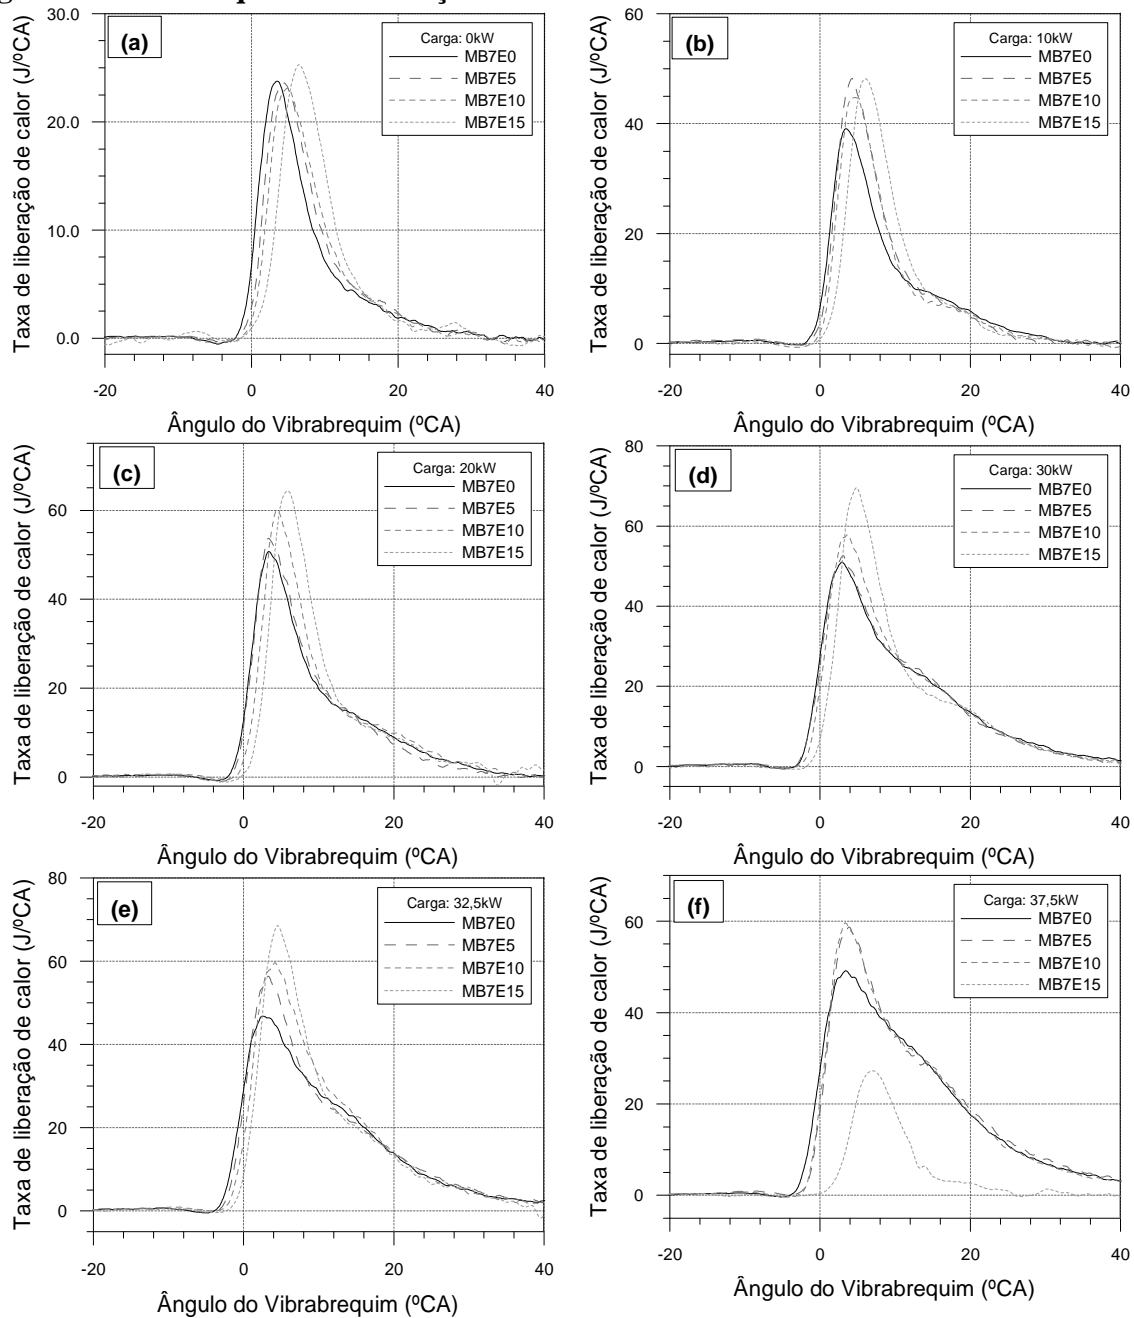 (a)
Carga: 0kW
MB7E0
MB7E5
MB7E10
MB7E15
Taxa de liberação de calor (J/ºCA)
30.0
20.0
10.0
0.0
-20
0
20
40
Ângulo do Vibrabrequim (ºCA)
(b)
Carga: 10kW
MB7E0
MB7E5
MB7E10
MB7E15
Taxa de liberação de calor (J/ºCA)
60
40
20
0
-20
0
20
40
Ângulo do Vibrabrequim (ºCA)
(c)
Carga: 20kW
MB7E0
MB7E5
MB7E10
MB7E15
Taxa de liberação de calor (J/ºCA)
60
40
20
0
-20
0
20
40
Ângulo do Vibrabrequim (ºCA)
(d)
Carga: 30kW
MB7E0
MB7E5
MB7E10
MB7E15
Taxa de liberação de calor (J/ºCA)
80
60
40
20
0
-20
0
20
40
Ângulo do Vibrabrequim (ºCA)
(e)
Carga: 32,5kW
MB7E0
MB7E5
MB7E10
MB7E15
Taxa de liberação de calor (J/ºCA)
80
60
40
20
0
-20
0
20
40
Ângulo do Vibrabrequim (ºCA)
(f)
Carga: 37,5kW
MB7E0
MB7E5
MB7E10
MB7E15
Taxa de liberação de calor (J/ºCA)
60
40
20
0
-20
0
20
40
Ângulo do Vibrabrequim (ºCA)